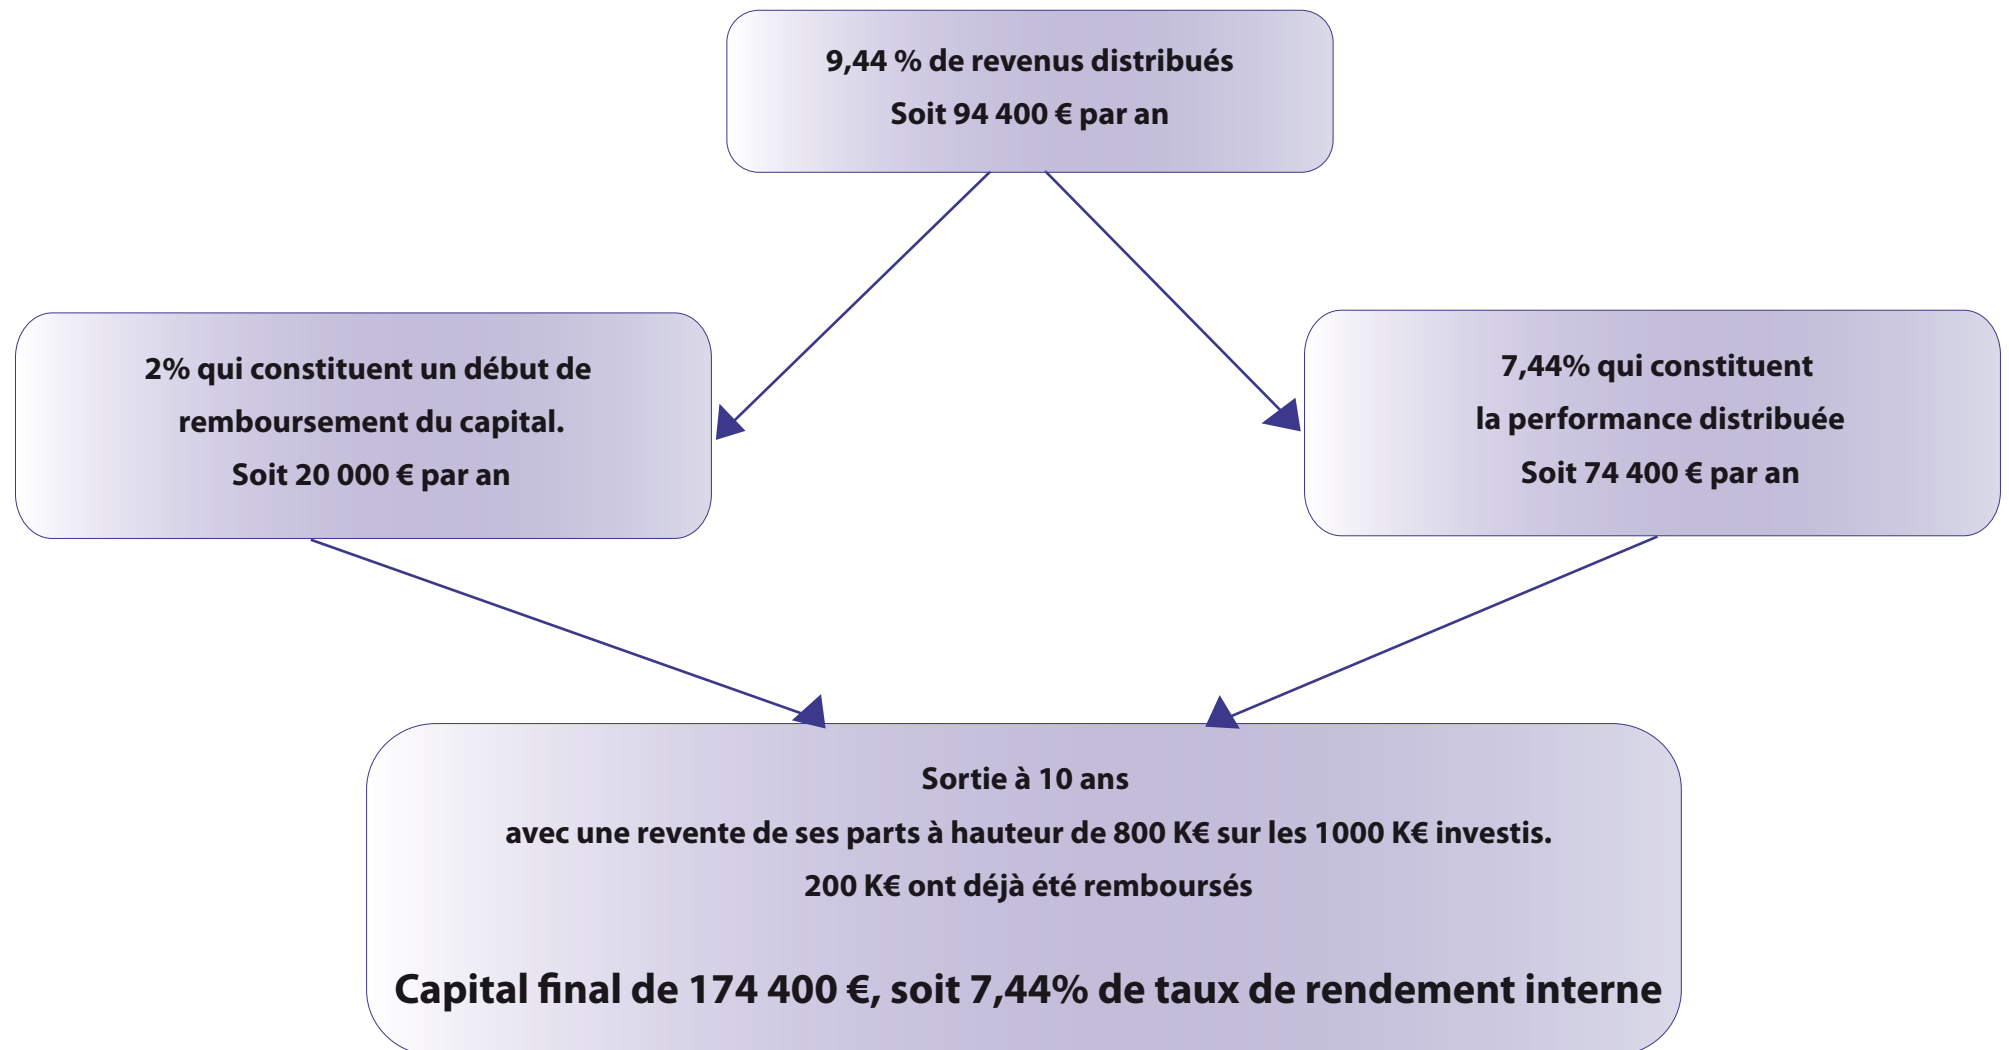 9,44 % de revenus distribués
Soit 94 400 € par an
2% qui constituent un début de
remboursement du capital.
Soit 20 000 € par an
7,44% qui constituent
la performance distribuée
Soit 74 400 € par an
Sortie à 10 ans
avec une revente de ses parts à hauteur de 800 K€ sur les 1000 K€ investis.
200 K€ ont déjà été remboursés
Capital final de 174 400 €, soit 7,44% de taux de rendement interne